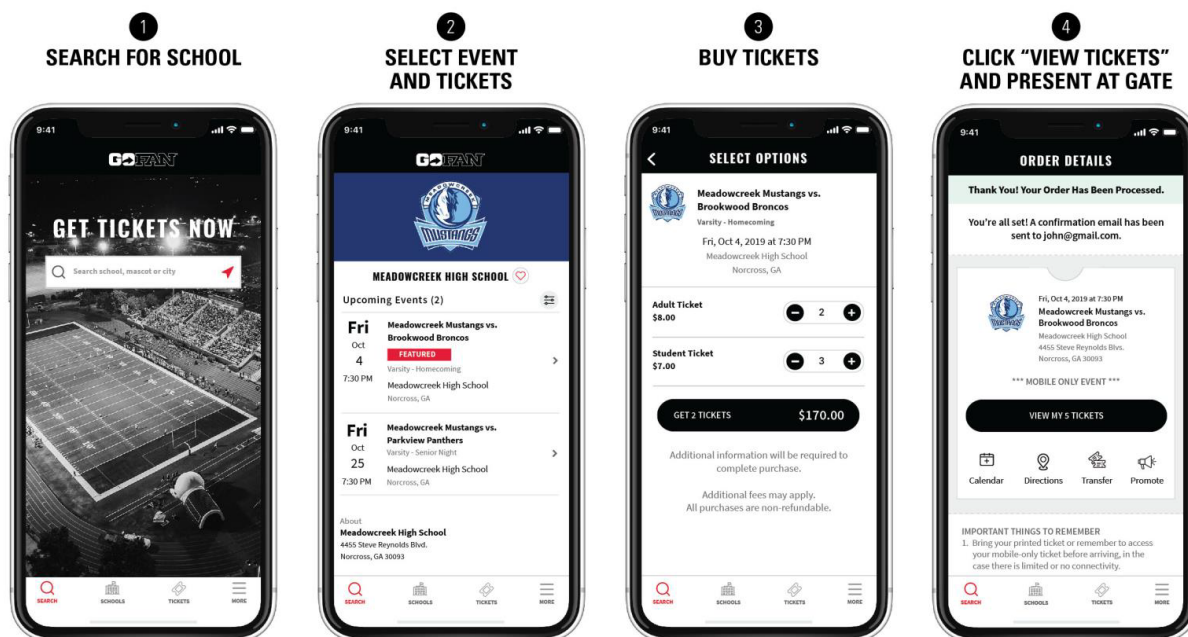 1
SEARCH FOR SCHOOL
9:41
GOFAN
GET TICKETS NOW
Search school, mascot or city
SEARCH
SCHOOLS
TICKETS
MORE
2
SELECT EVENT
AND TICKETS
9:41
GOFAN
MEADOWCREEK
MUSTANGS
MEADOWCREEK HIGH SCHOOL
Upcoming Events (2)
Fri
Oct
4
7:30 PM
Meadowcreek Mustangs vs.
Brookwood Broncos
FEATURED
Varsity - Homecoming
Meadowcreek High School
Norcross, GA
Fri
Oct
25
7:30 PM
Meadowcreek Mustangs vs.
Parkview Panthers
Varsity - Senior Night
Meadowcreek High School
Norcross, GA
About
Meadowcreek High School
4455 Steve Reynolds Blvd.
Norcross, GA 30093
SEARCH
SCHOOLS
TICKETS
MORE
3
BUY TICKETS
9:41
SELECT OPTIONS
MUSTANGS
Meadowcreek Mustangs vs.
Brookwood Broncos
Varsity - Homecoming
Fri, Oct 4, 2019 at 7:30 PM
Meadowcreek High School
Norcross, GA
Adult Ticket
$8.00
2
Student Ticket
$7.00
3
GET 2 TICKETS $170.00
Additional information will be required to
complete purchase.
Additional fees may apply.
All purchases are non-refundable.
SEARCH
SCHOOLS
TICKETS
MORE
4
CLICK “VIEW TICKETS”
AND PRESENT AT GATE
9:41
ORDER DETAILS
Thank You! Your Order Has Been Processed.
You're all set! A confirmation email has been
sent to john@gmail.com.
MUSTANGS
Fri, Oct 4, 2019 at 7:30 PM
Meadowcreek Mustangs vs.
Brookwood Broncos
Meadowcreek High School
4455 Steve Reynolds Blvs.
Norcross, GA 30093
*** MOBILE ONLY EVENT ***
VIEW MY 5 TICKETS
Calendar
Directions
Transfer
Promote
IMPORTANT THINGS TO REMEMBER
1. Bring your printed ticket or remember to access
your mobile-only ticket before arriving, in the
case there is limited or no connectivity.
SEARCH
SCHOOLS
TICKETS
MORE